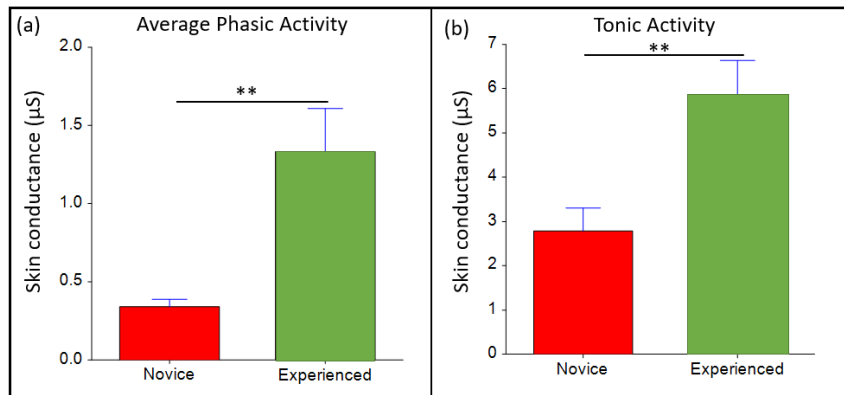 (a)
Average Phasic Activity
Skin conductance (µS)
2.0
1.5
1.0
0.5
0.0
**
Novice
Experienced
(b)
Tonic Activity
Skin conductance (µS)
7
6
5
4
3
2
1
0
**
Novice
Experienced